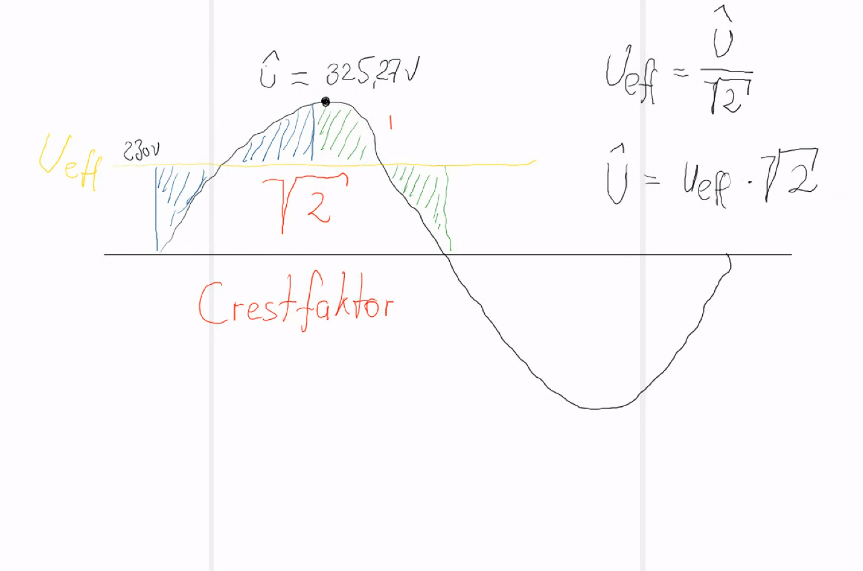 Û = 325,27V
Ueff = Û / √2
Ueff 230V
√2
Û = Ueff · √2
Crestfaktor